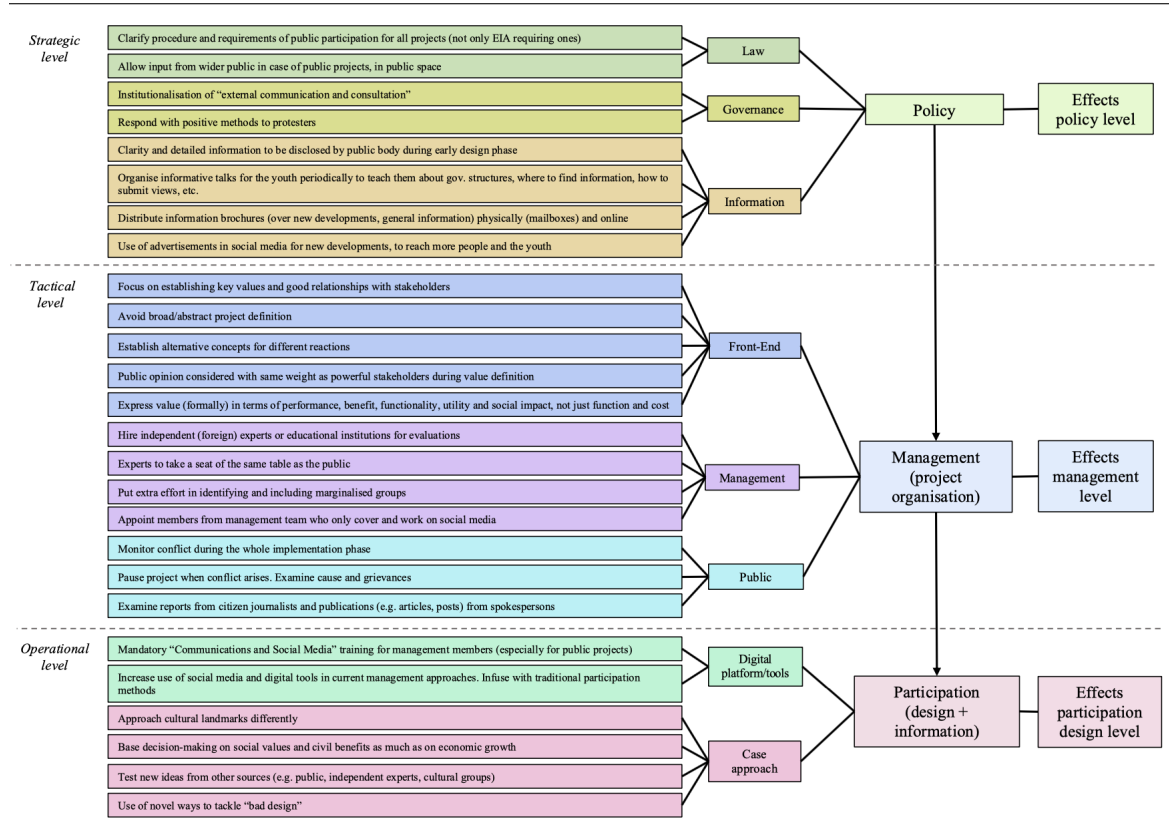 Strategic
level
Clarify procedure and requirements of public participation for all projects (not only EIA requiring ones)
Allow input from wider public in case of public projects, in public space
Law
Institutionalisation of “external communication and consultation”
Respond with positive methods to protesters
Governance
Clarity and detailed information to be disclosed by public body during early design phase
Organise informative talks for the youth periodically to teach them about gov. structures, where to find information, how to
submit views, etc.
Distribute information brochures (over new developments, general information) physically (mailboxes) and online
Use of advertisements in social media for new developments, to reach more people and the youth
Information
Policy
Effects
policy level
Tactical
level
Focus on establishing key values and good relationships with stakeholders
Avoid broad/abstract project definition
Establish alternative concepts for different reactions
Public opinion considered with same weight as powerful stakeholders during value definition
Express value (formally) in terms of performance, benefit, functionality, utility and social impact, not just function and cost
Front-End
Hire independent (foreign) experts or educational institutions for evaluations
Experts to take a seat of the same table as the public
Put extra effort in identifying and including marginalised groups
Appoint members from management team who only cover and work on social media
Management
Monitor conflict during the whole implementation phase
Pause project when conflict arises. Examine cause and grievances
Examine reports from citizen journalists and publications (e.g. articles, posts) from spokespersons
Public
Management
(project
organisation)
Effects
management
level
Operational
level
Mandatory “Communications and Social Media” training for management members (especially for public projects)
Increase use of social media and digital tools in current management approaches. Infuse with traditional participation
methods
Digital
platform/tools
Approach cultural landmarks differently
Base decision-making on social values and civil benefits as much as on economic growth
Test new ideas from other sources (e.g. public, independent experts, cultural groups)
Use of novel ways to tackle “bad design”
Case
approach
Participation
(design +
information)
Effects
participation
design level